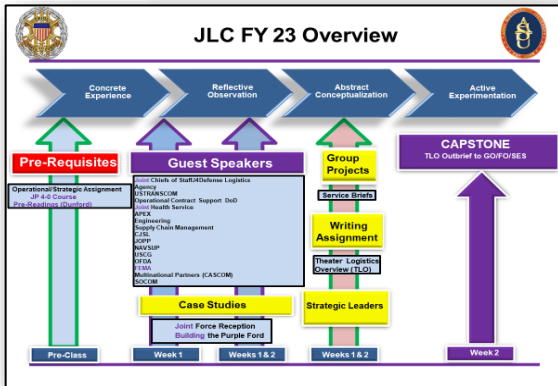 JLC FY 23 Overview
Concrete
Experience
Reflective
Observation
Abstract
Conceptualization
Active
Experimentation
Pre-Requisites
Operational/Strategic Assignment
JP 4-0 Course
Pre-Readings (Dunford)
Guest Speakers
Joint Chiefs of Staff/J4Defense Logistics
Agency
USTRANSCOM
Operational Contract Support DoD
Joint Health Service
APEX
Engineering
Supply Chain Management
CJSL
JOPP
NAVSUP
USCG
OFDA
FEMA
Multinational Partners (CASCOM)
SOCOM
Case Studies
Joint Force Reception
Building the Purple Ford
Group
Projects
Service Briefs
Writing
Assignment
Theater Logistics
Overview (TLO)
Strategic Leaders
CAPSTONE
TLO Outbrief to GO/FO/SES
Pre-Class
Week 1
Weeks 1 & 2
Weeks 1 & 2
Week 2